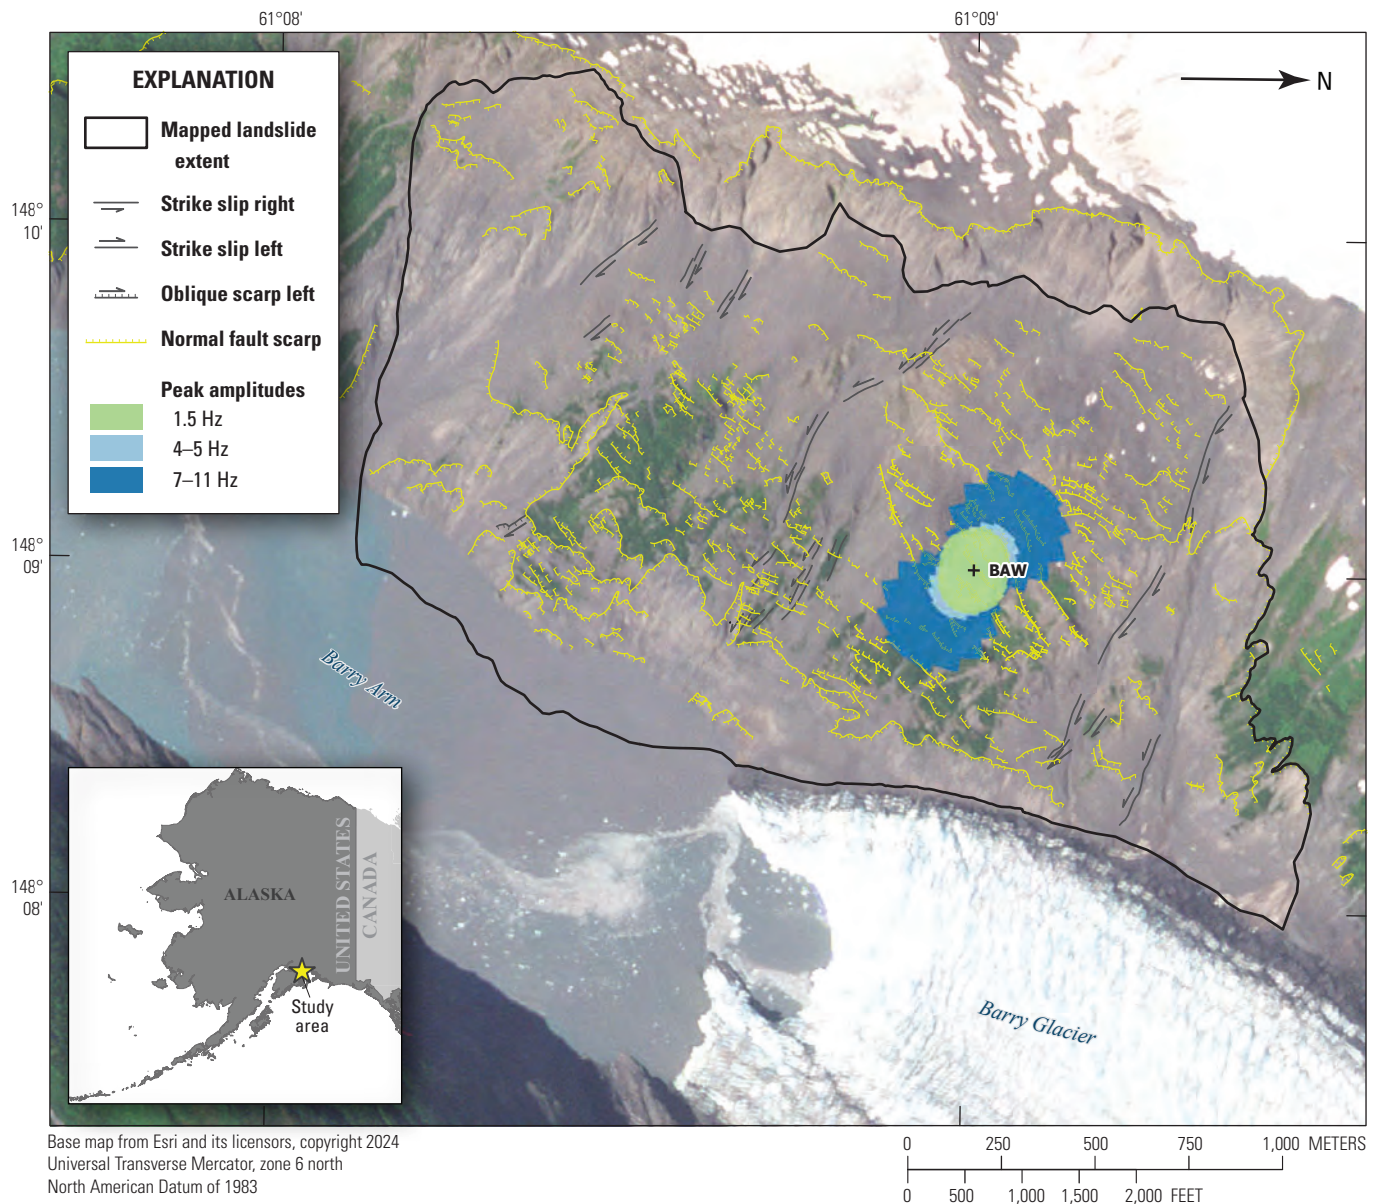 61°08'
61°09'
EXPLANATION
Mapped landslide
extent
Strike slip right
Strike slip left
Oblique scarp left
Normal fault scarp
Peak amplitudes
1.5 Hz
4–5 Hz
7–11 Hz
N
148°
10'
148°
09'
148°
08'
BAW
Barry Arm
Barry Glacier
ALASKA
UNITED STATES
CANADA
Study
area
Base map from Esri and its licensors, copyright 2024
Universal Transverse Mercator, zone 6 north
North American Datum of 1983
0 250 500 750 1,000 METERS
0 500 1,000 1,500 2,000 FEET